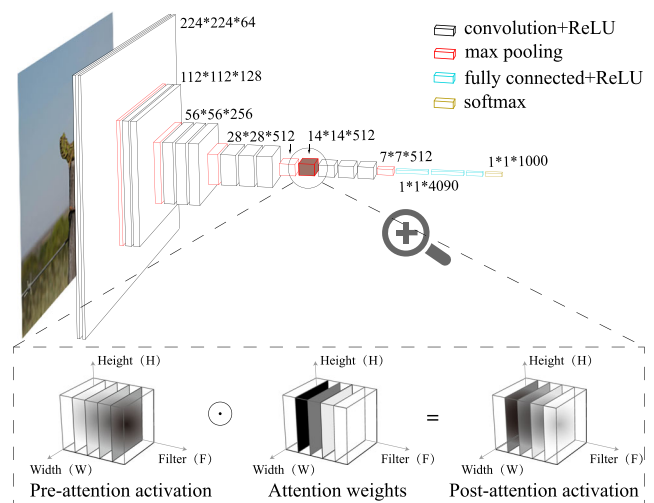 224*224*64
convolution+ReLU
max pooling
fully connected+ReLU
softmax
112*112*128
56*56*256
28*28*512
14*14*512
7*7*512
1*1*1000
1*1*4090
Height（H）
Height（H）
Height（H）
Width（W）
Filter（F）
Width（W）
Filter（F）
Width（W）
Filter（F）
=
Pre-attention activation
Attention weights
Post-attention activation